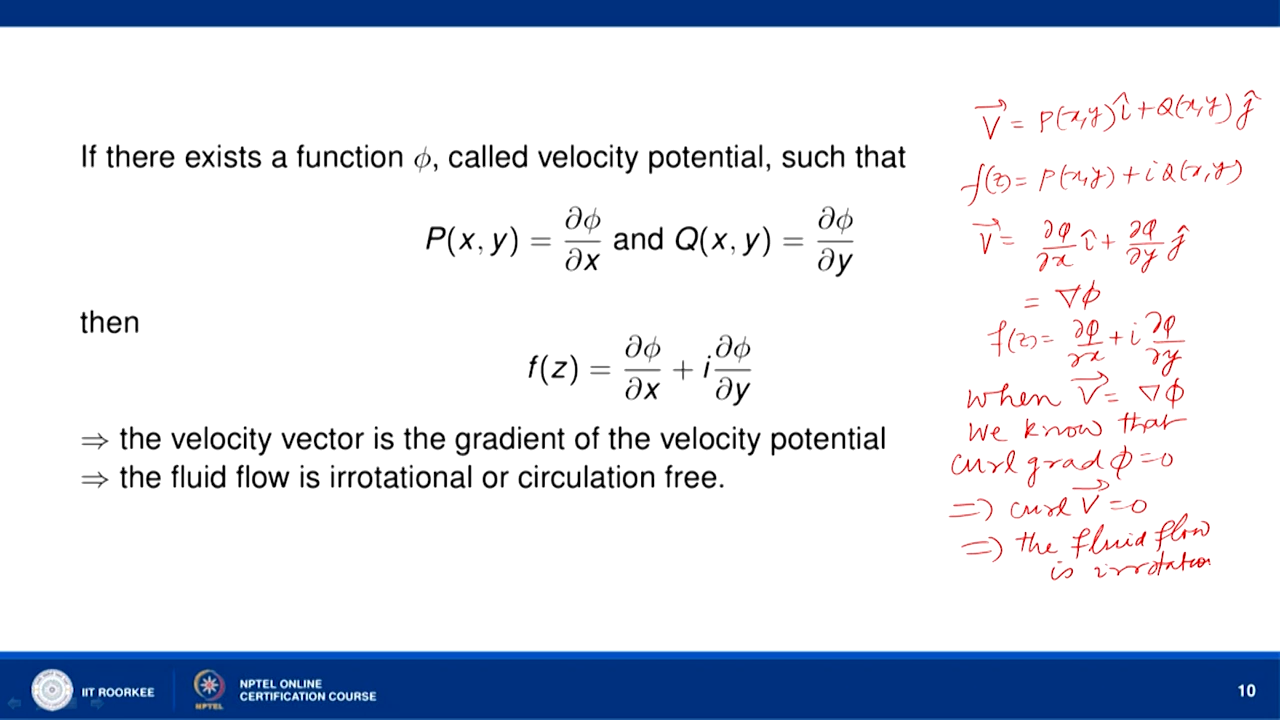 If there exists a function ϕ, called velocity potential, such that
P(x, y) = ∂ϕ/∂x and Q(x, y) = ∂ϕ/∂y
then
f(z) = ∂ϕ/∂x + i ∂ϕ/∂y
⇒ the velocity vector is the gradient of the velocity potential
⇒ the fluid flow is irrotational or circulation free.
V⃗ = P(x,y) î + Q(x,y) ĵ
f(z) = P(x,y) + i Q(x,y)
V⃗ = ∂φ/∂x î + ∂φ/∂y ĵ
= ∇ϕ
f(z) = ∂φ/∂x + i ∂φ/∂y
when V⃗ = ∇ϕ
We know that
curl grad ϕ = 0
⇒ curl V⃗ = 0
⇒ the fluid flow
is irrotation
IIT ROORKEE
NPTEL
NPTEL ONLINE
CERTIFICATION COURSE
10